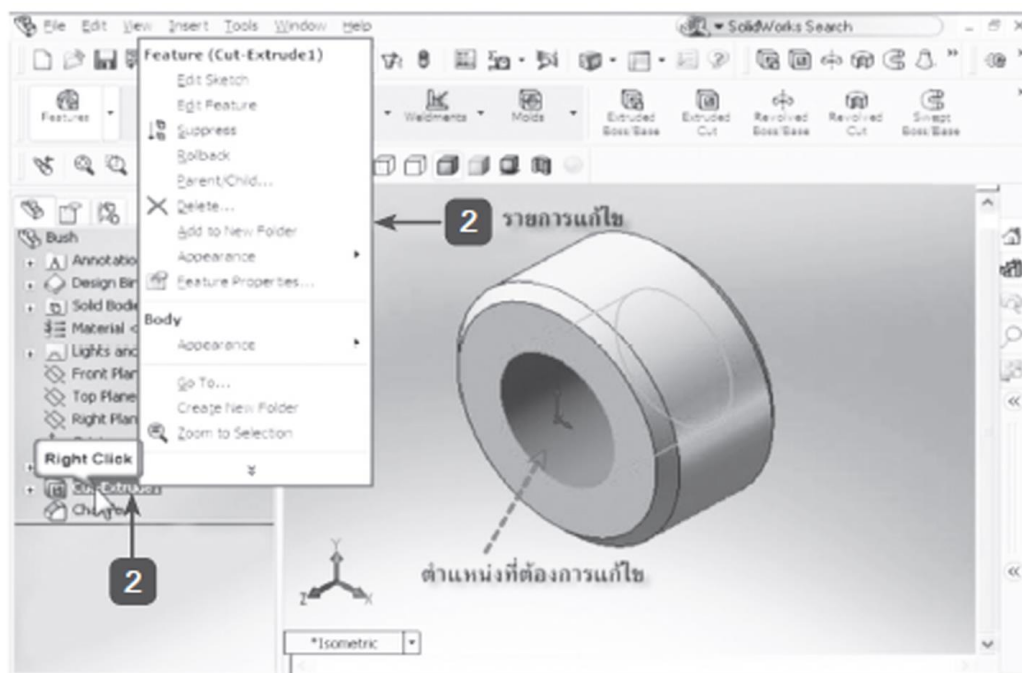 File Edit View Insert Tools Window Help
SolidWorks Search
Feature (Cut-Extrude1)
Edit Sketch
Edit Feature
Suppress
Rollback
Parent/Child...
Delete...
Add to New Folder
Appearance
Feature Properties...
Body
Appearance
Go To...
Create New Folder
Zoom to Selection
Features
Weldments
Molds
Extruded Boss/Base
Extruded Cut
Revolved Boss/Base
Revolved Cut
Swept Boss/Base
2 รายการแก้ไข
Bush
Annotatio
Design Bin
Solid Bodie
Material <
Lights and
Front Plan
Top Plane
Right Plan
Right Click
Cut-Extrude1
2
ตำแหน่งที่ต้องการแก้ไข
Y
Z
X
*Isometric